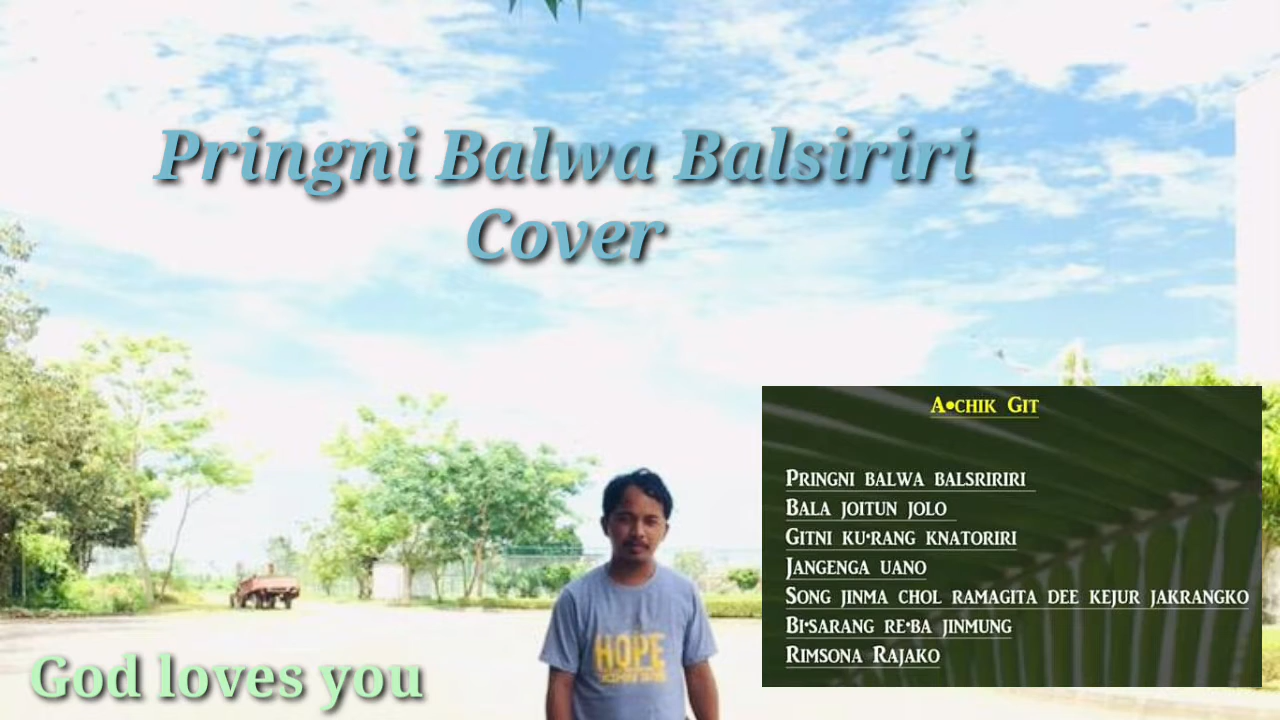 Pringni Balwa Balsiriri
Cover
A•chik Git
Pringni balwa balsriririri
Bala joitun jolo
Gitni ku•rang knatoriri
Jangenga uano
Song jinma chol ramagita dee kejur jakrangko
Bi•sarang re•ba jinmung
Rimsona Rajako
HOPE
God loves you